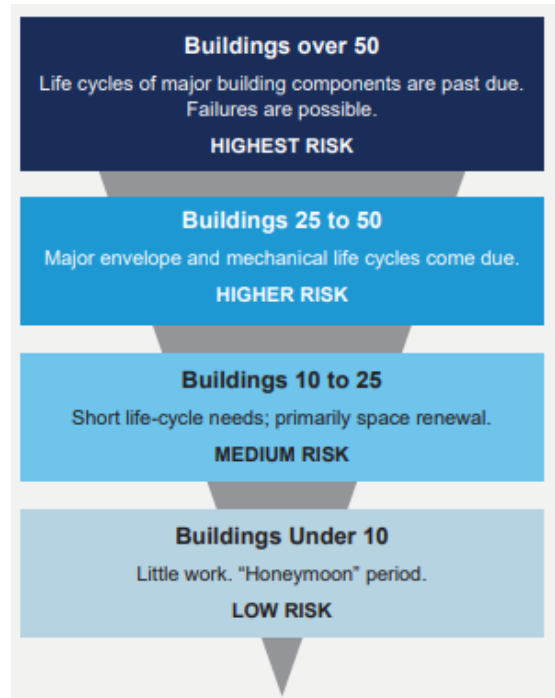 Buildings over 50
Life cycles of major building components are past due.
Failures are possible.
HIGHEST RISK
Buildings 25 to 50
Major envelope and mechanical life cycles come due.
HIGHER RISK
Buildings 10 to 25
Short life-cycle needs; primarily space renewal.
MEDIUM RISK
Buildings Under 10
Little work. “Honeymoon” period.
LOW RISK